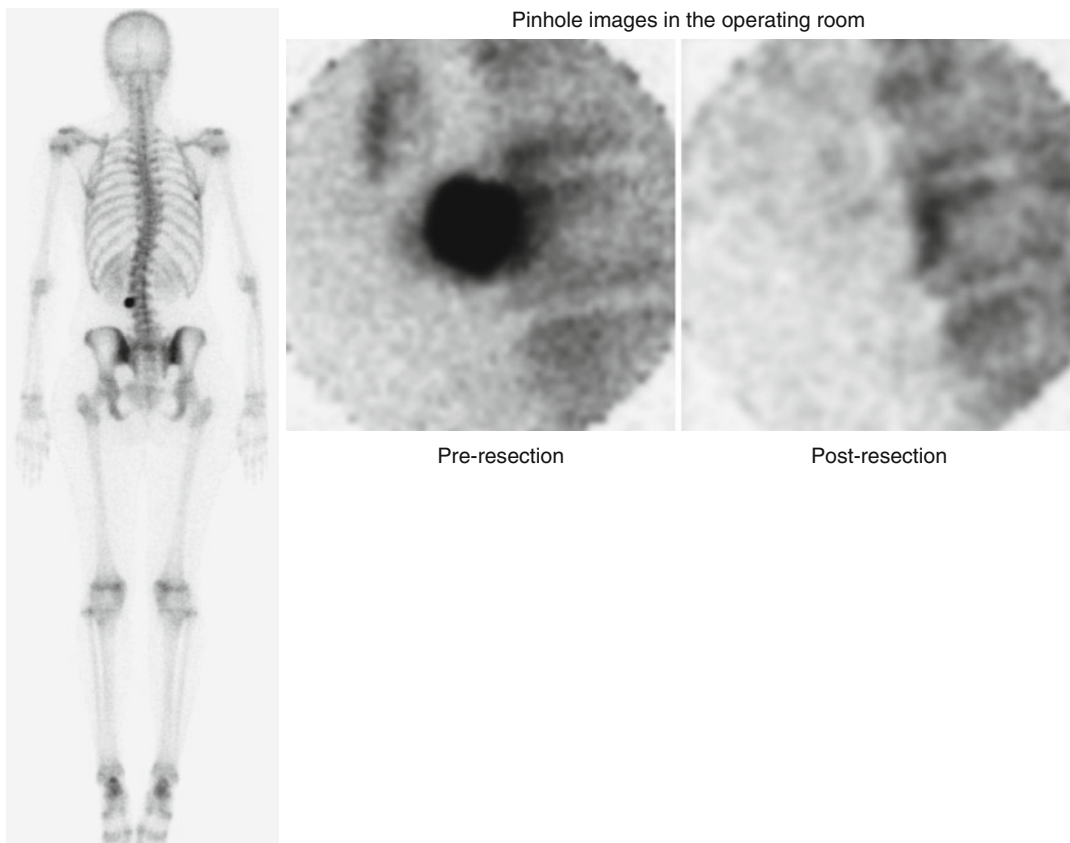 Pinhole images in the operating room
Pre-resection
Post-resection